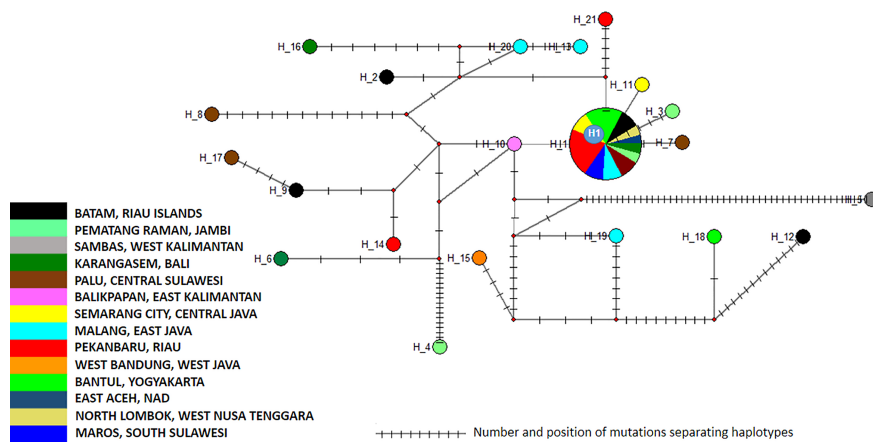 H_21
H_16
H_20
H_13
H_2
H_11
H_8
H_3
H1
H_10
H_1
H_7
H_17
H_9
H_5
BATAM, RIAU ISLANDS
PEMATANG RAMAN, JAMBI
SAMBAS, WEST KALIMANTAN
KARANGASEM, BALI
PALU, CENTRAL SULAWESI
BALIKPAPAN, EAST KALIMANTAN
SEMARANG CITY, CENTRAL JAVA
MALANG, EAST JAVA
PEKANBARU, RIAU
WEST BANDUNG, WEST JAVA
BANTUL, YOGYAKARTA
EAST ACEH, NAD
NORTH LOMBOK, WEST NUSA TENGGARA
MAROS, SOUTH SULAWESI
H_14
H_19
H_18
H_12
H_6
H_15
H_4
Number and position of mutations separating haplotypes